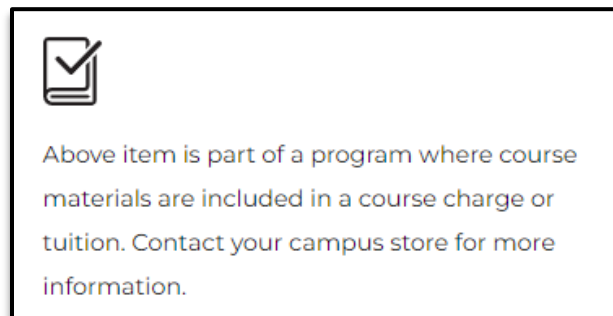 Above item is part of a program where course
materials are included in a course charge or
tuition. Contact your campus store for more
information.